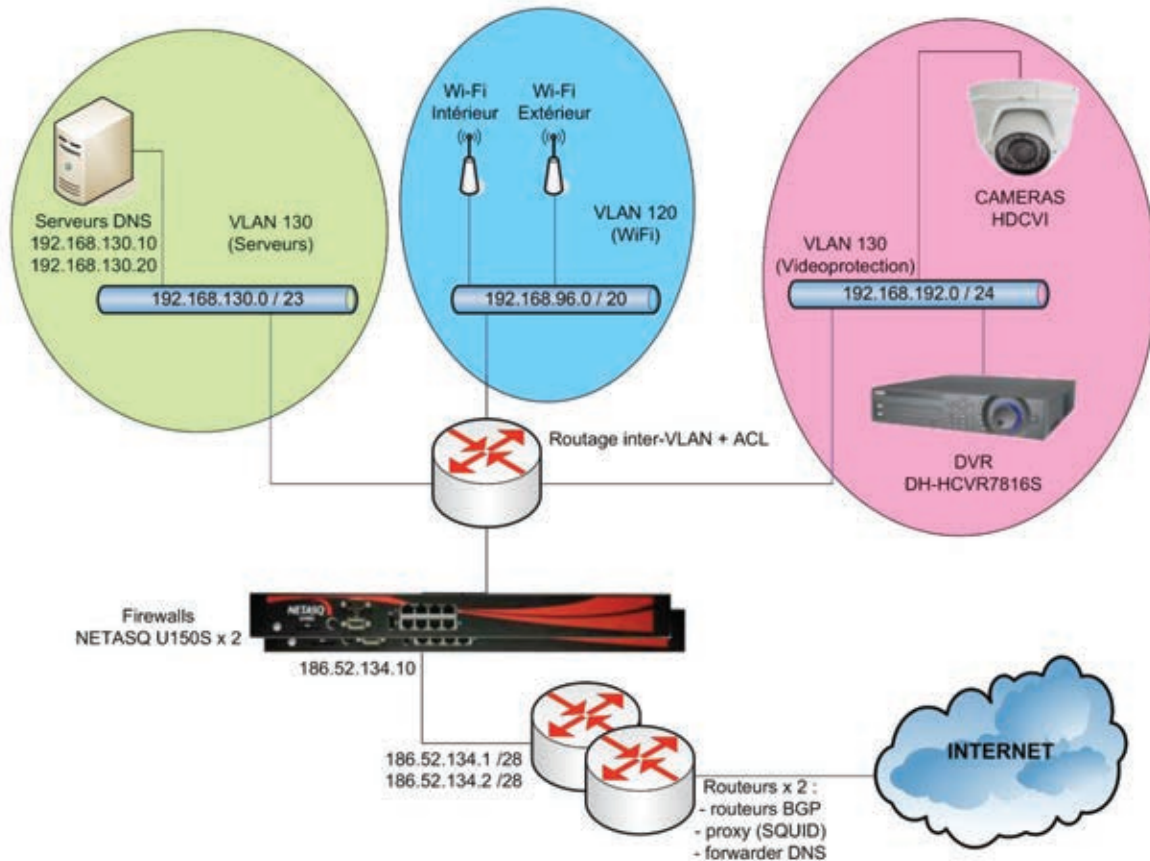 Wi-Fi
Intérieur
Wi-Fi
Extérieur
Serveurs DNS
192.168.130.10
192.168.130.20
VLAN 130
(Serveurs)
192.168.130.0 / 23
VLAN 120
(WiFi)
192.168.96.0 / 20
CAMERAS
HDCVI
VLAN 130
(Videoprotection)
192.168.192.0 / 24
DVR
DH-HCVR7816S
Routage inter-VLAN + ACL
Firewalls
NETASQ U150S x 2
NETASQ
186.52.134.10
186.52.134.1 /28
186.52.134.2 /28
Routeurs x 2 :
- routeurs BGP
- proxy (SQUID)
- forwarder DNS
INTERNET